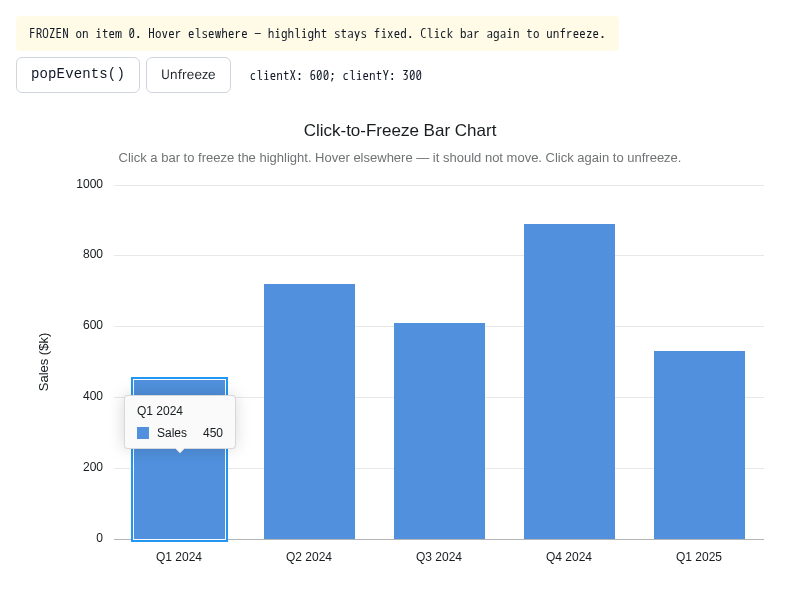 FROZEN on item 0. Hover elsewhere — highlight stays fixed. Click bar again to unfreeze.
popEvents() Unfreeze clientX: 600; clientY: 300
Click-to-Freeze Bar Chart
Click a bar to freeze the highlight. Hover elsewhere — it should not move. Click again to unfreeze.
1000
800
600
400
200
0
Sales ($k)
Q1 2024
Sales 450
Q1 2024 Q2 2024 Q3 2024 Q4 2024 Q1 2025